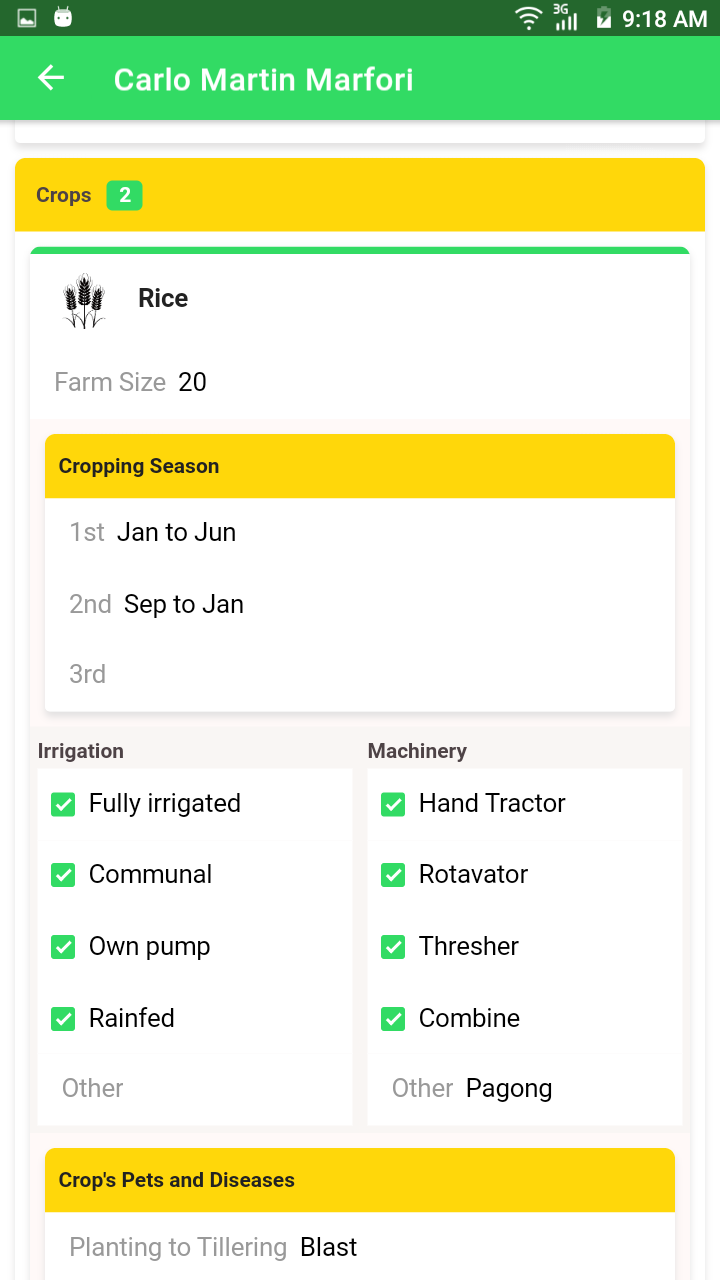 3G 9:18 AM
Carlo Martin Marfori
Crops 2
Rice
Farm Size 20
Cropping Season
1st Jan to Jun
2nd Sep to Jan
3rd
Irrigation
Fully irrigated
Communal
Own pump
Rainfed
Other
Machinery
Hand Tractor
Rotavator
Thresher
Combine
Other Pagong
Crop's Pets and Diseases
Planting to Tillering Blast